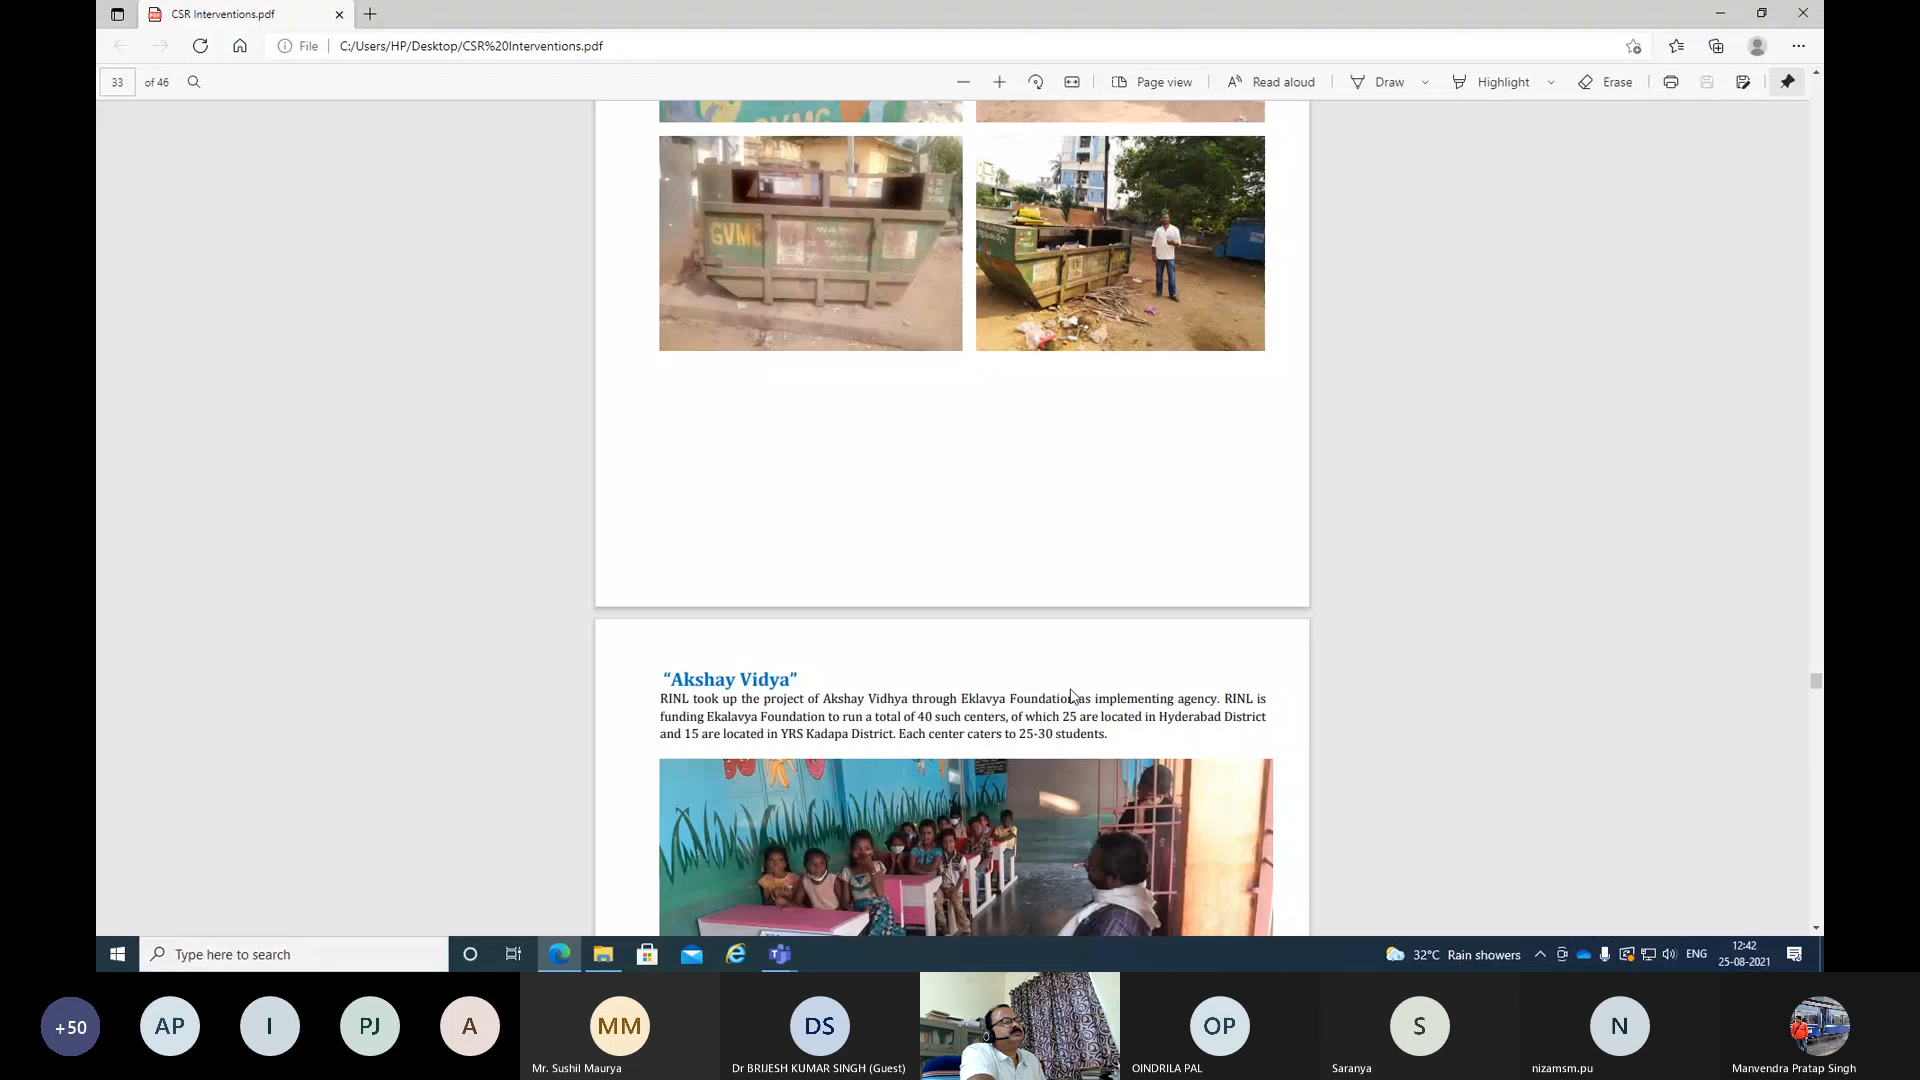 CSR Interventions.pdf
File
C:/Users/HP/Desktop/CSR%20Interventions.pdf
33 of 46
Page view
Read aloud
Draw
Highlight
Erase
GVMC
GVMC
“Akshay Vidya”
RINL took up the project of Akshay Vidhya through Eklavya Foundation as implementing agency. RINL is
funding Ekalavya Foundation to run a total of 40 such centers, of which 25 are located in Hyderabad District
and 15 are located in YRS Kadapa District. Each center caters to 25-30 students.
Type here to search
32°C Rain showers
ENG
12:42
25-08-2021
+50
AP
I
PJ
A
MM
Mr. Sushil Maurya
DS
Dr BRIJESH KUMAR SINGH (Guest)
OP
OINDRILA PAL
S
Saranya
N
nizamsm.pu
Manvendra Pratap Singh